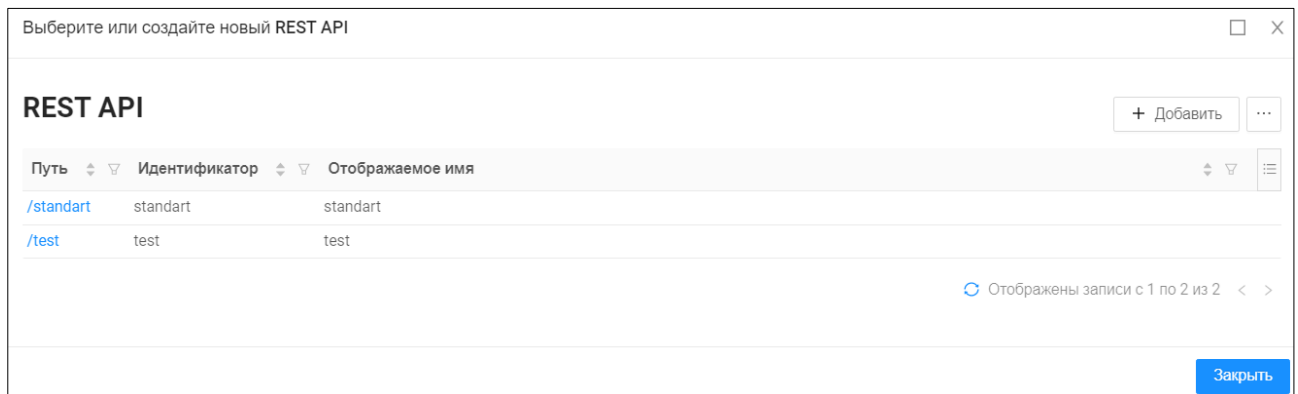 Выберите или создайте новый REST API
REST API
+ Добавить ...
Путь Идентификатор Отображаемое имя
/standart standart standart
/test test test
Отображены записи с 1 по 2 из 2 < >
Закрыть